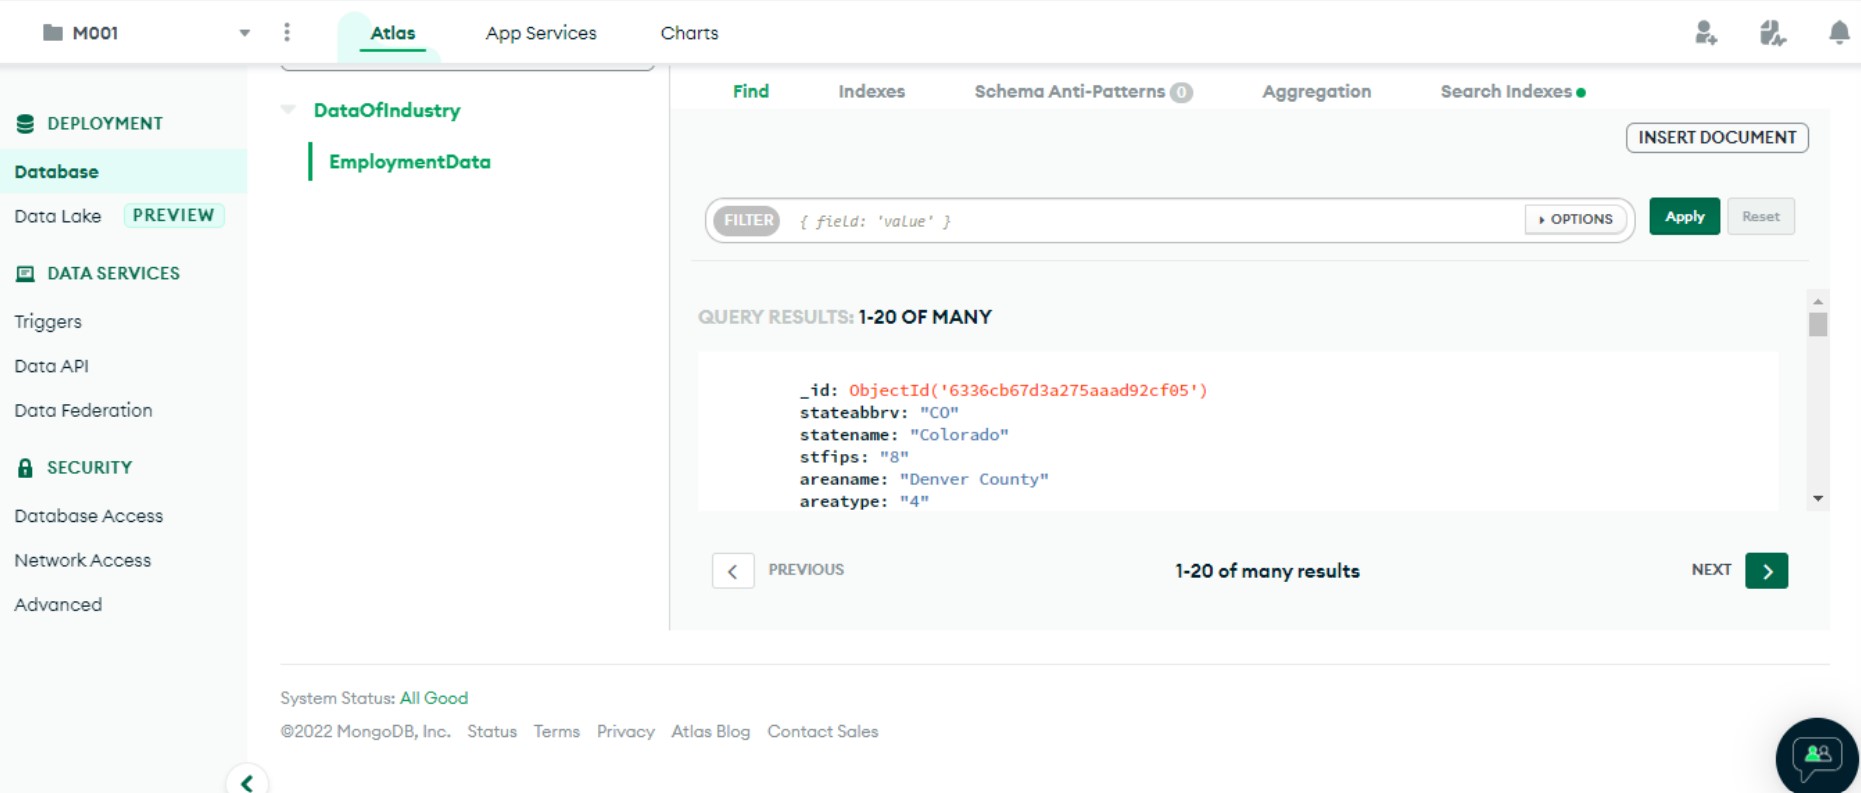 M001
Atlas
App Services
Charts
DEPLOYMENT
Database
Data Lake PREVIEW
DATA SERVICES
Triggers
Data API
Data Federation
SECURITY
Database Access
Network Access
Advanced
DataOfIndustry
EmploymentData
Find
Indexes
Schema Anti-Patterns 0
Aggregation
Search Indexes
INSERT DOCUMENT
FILTER { field: 'value' }
OPTIONS
Apply
Reset
QUERY RESULTS: 1-20 OF MANY
_id: ObjectId('6336cb67d3a275aaad92cf05')
stateabbrv: "CO"
statename: "Colorado"
stfips: "8"
areaname: "Denver County"
areatype: "4"
PREVIOUS
1-20 of many results
NEXT
System Status: All Good
©2022 MongoDB, Inc. Status Terms Privacy Atlas Blog Contact Sales